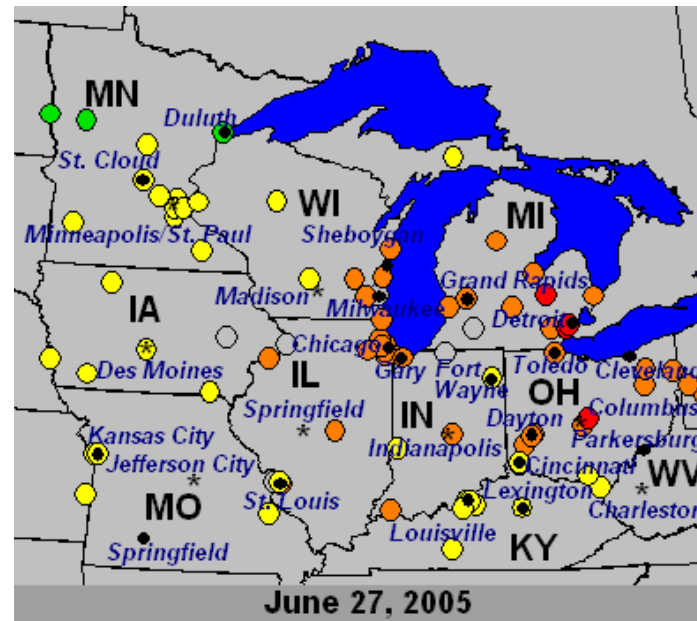 MN
Duluth
St. Cloud
WI
MI
Minneapolis/St. Paul
Sheboygan
Grand Rapids
Madison
Milwaukee
Detroit
IA
Chicago
Toledo
Cleveland
Des Moines
IL
Gary
Fort
Wayne
OH
Springfield
IN
Dayton
Columbus
Kansas City
Indianapolis
Parkersburg
Jefferson City
Cincinnati
WV
St. Louis
Lexington
MO
Charleston
Louisville
KY
Springfield
June 27, 2005